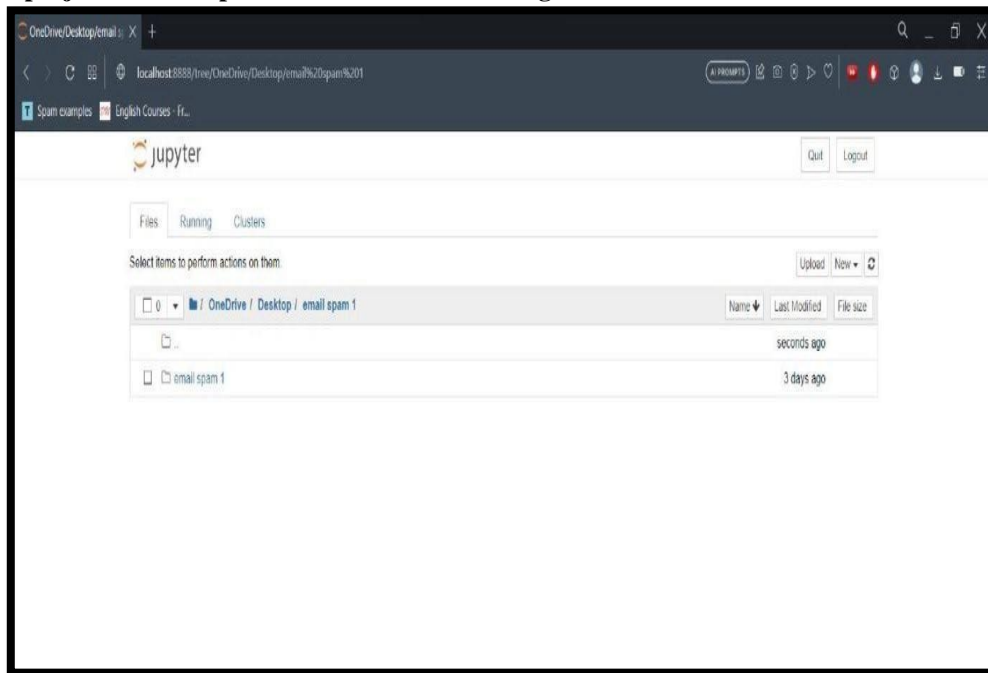 OneDrive/Desktop/email s
localhost:8888/tree/OneDrive/Desktop/email%20spam%201
AI PROMPTS
Spam examples
English Courses - Fr...
jupyter
Quit
Logout
Files
Running
Clusters
Select items to perform actions on them.
Upload
New
0
/ OneDrive / Desktop / email spam 1
Name
Last Modified
File size
..
seconds ago
email spam 1
3 days ago